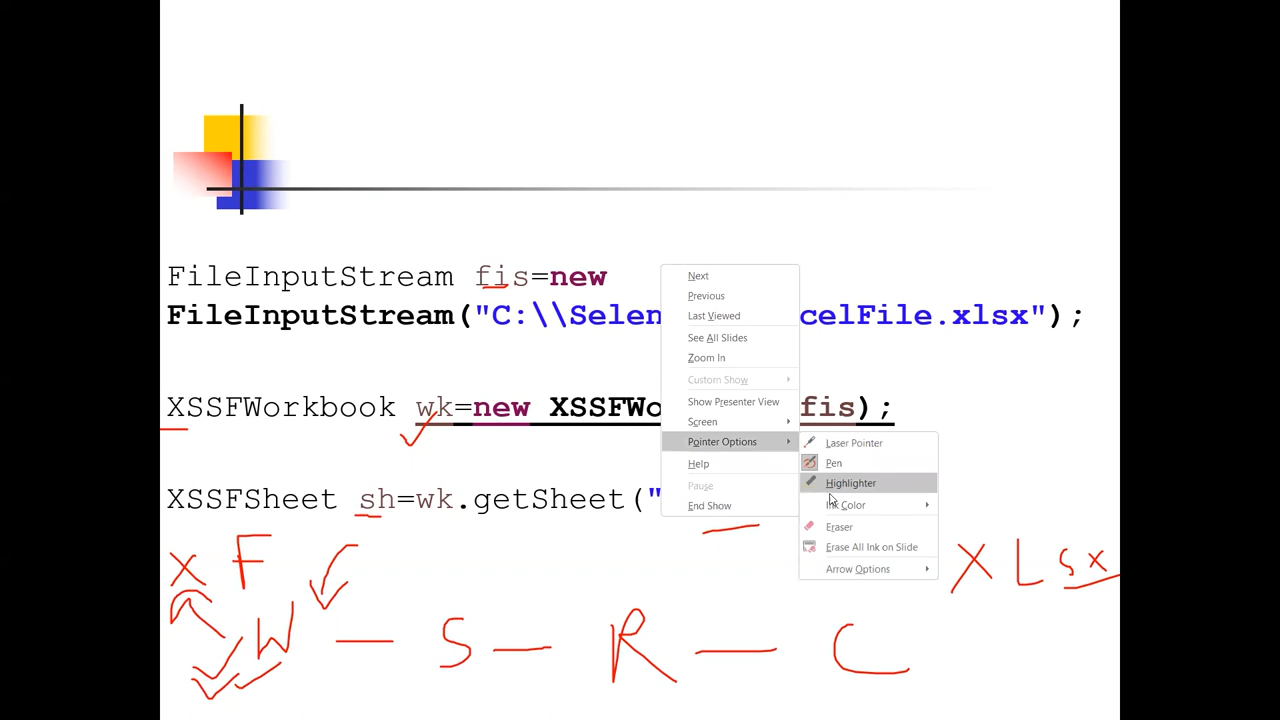 FileInputStream fis=new
FileInputStream("C:\\Selen celFile.xlsx");
XSSFWorkbook wk=new XSSFWo fis);
XSSFSheet sh=wk.getSheet("
Next
Previous
Last Viewed
See All Slides
Zoom In
Custom Show
Show Presenter View
Screen
Pointer Options
Help
Pause
End Show
Laser Pointer
Pen
Highlighter
Ink Color
Eraser
Erase All Ink on Slide
Arrow Options
X F
XLsx
W — S — R — C